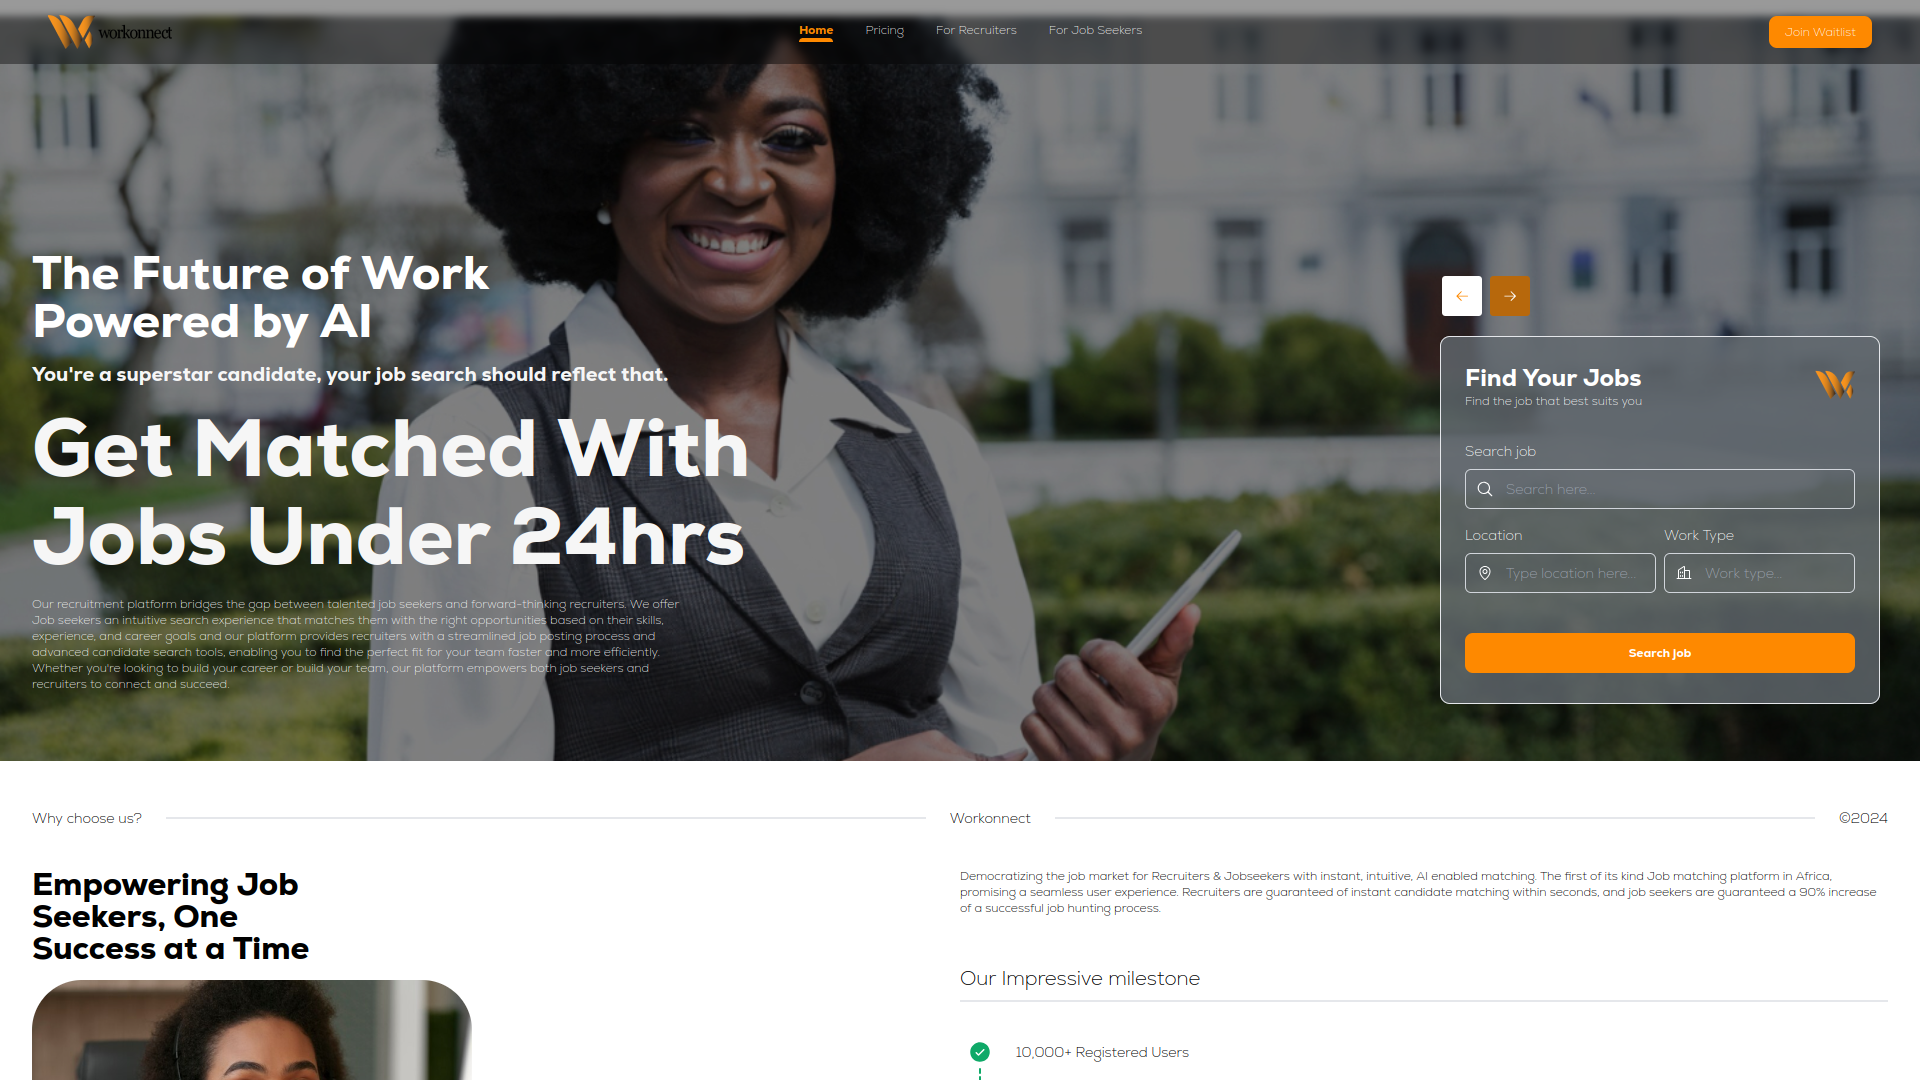 workonnect
Home
Pricing
For Recruiters
For Job Seekers
Join Waitlist
The Future of Work
Powered by AI
You're a superstar candidate, your job search should reflect that.
Get Matched With
Jobs Under 24hrs
Our recruitment platform bridges the gap between talented job seekers and forward-thinking recruiters. We offer
Job seekers an intuitive search experience that matches them with the right opportunities based on their skills,
experience, and career goals and our platform provides recruiters with a streamlined job posting process and
advanced candidate search tools, enabling you to find the perfect fit for your team faster and more efficiently.
Whether you're looking to build your career or build your team, our platform empowers both job seekers and
recruiters to connect and succeed.
Find Your Jobs
Find the job that best suits you
Search job
Search here...
Location
Work Type
Type location here...
Work type...
Search Job
Why choose us?
Workonnect
©2024
Empowering Job
Seekers, One
Success at a Time
Democratizing the job market for Recruiters & Jobseekers with instant, intuitive, AI enabled matching. The first of its kind Job matching platform in Africa,
promising a seamless user experience. Recruiters are guaranteed of instant candidate matching within seconds, and job seekers are guaranteed a 90% increase
of a successful job hunting process.
Our Impressive milestone
10,000+ Registered Users